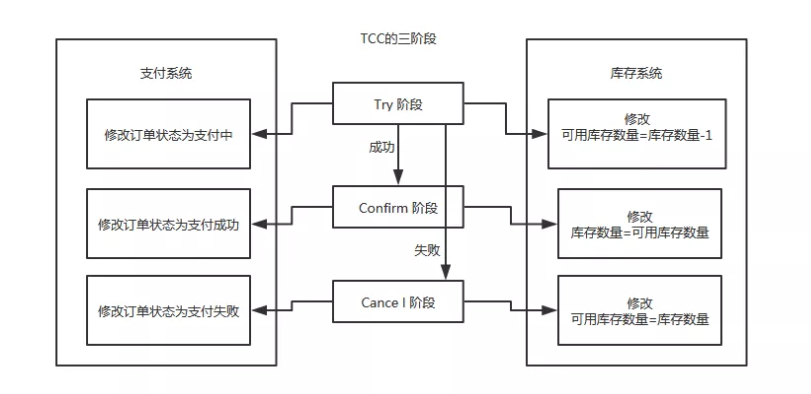 TCC的三阶段
支付系统
库存系统
Try 阶段
修改订单状态为支付中
修改
可用库存数量=库存数量-1
成功
Confirm 阶段
修改订单状态为支付成功
修改
库存数量=可用库存数量
失败
Cance l 阶段
修改订单状态为支付失败
修改
可用库存数量=库存数量